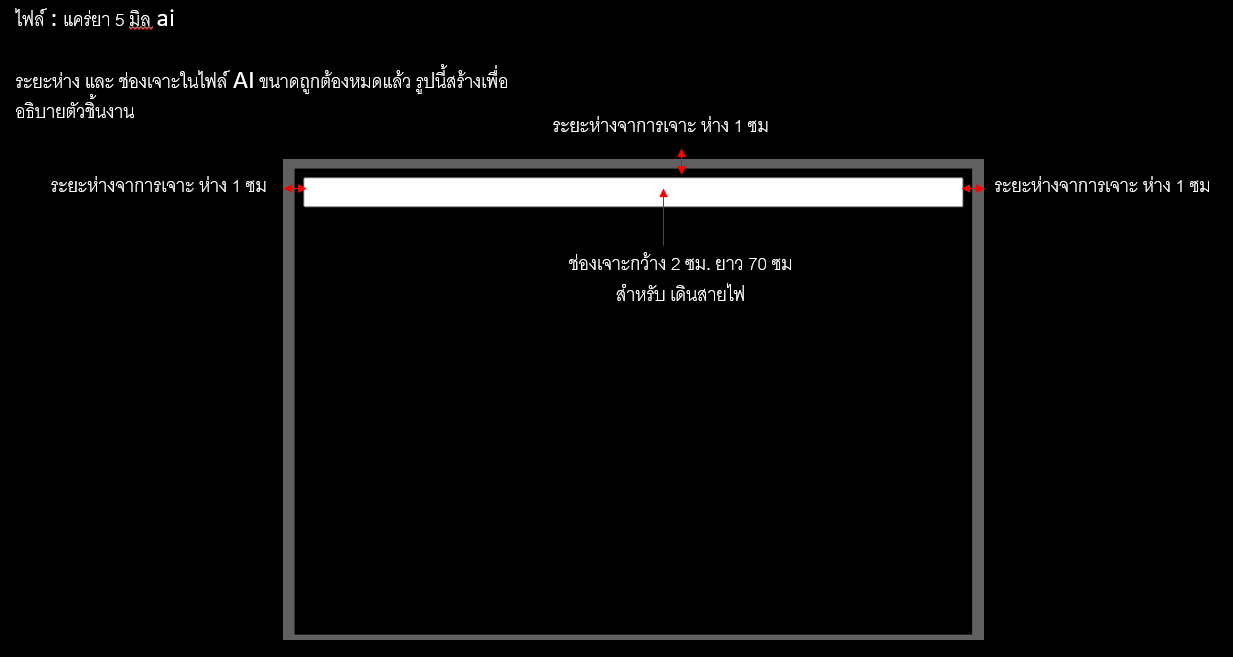 ไฟล์ : แคร่ยา 5 มิล ai
ระยะห่าง และ ช่องเจาะในไฟล์ AI ขนาดถูกต้องหมดแล้ว รูปนี้สร้างเพื่อ
อธิบายตัวชิ้นงาน
ระยะห่างจาการเจาะ ห่าง 1 ซม
ระยะห่างจาการเจาะ ห่าง 1 ซม
ระยะห่างจาการเจาะ ห่าง 1 ซม
ช่องเจาะกว้าง 2 ซม. ยาว 70 ซม
สำหรับ เดินสายไฟ